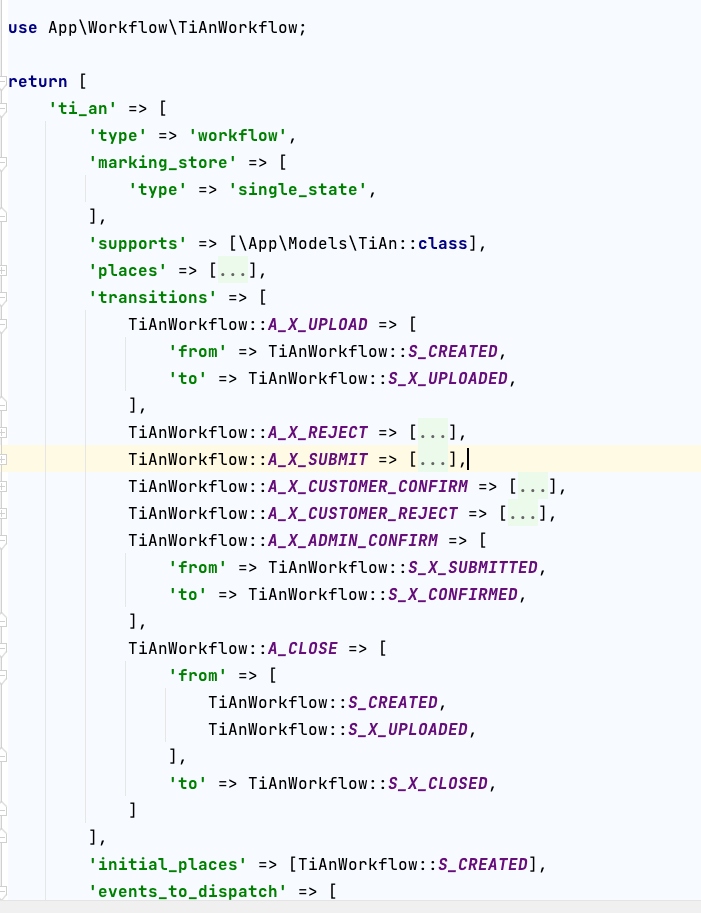 use App\Workflow\TiAnWorkflow;
return [
'ti_an' => [
'type' => 'workflow',
'marking_store' => [
'type' => 'single_state',
],
'supports' => [\App\Models\TiAn::class],
'places' => [...],
'transitions' => [
TiAnWorkflow::A_X_UPLOAD => [
'from' => TiAnWorkflow::S_CREATED,
'to' => TiAnWorkflow::S_X_UPLOADED,
],
TiAnWorkflow::A_X_REJECT => [...],
TiAnWorkflow::A_X_SUBMIT => [...],
TiAnWorkflow::A_X_CUSTOMER_CONFIRM => [...],
TiAnWorkflow::A_X_CUSTOMER_REJECT => [...],
TiAnWorkflow::A_X_ADMIN_CONFIRM => [
'from' => TiAnWorkflow::S_X_SUBMITTED,
'to' => TiAnWorkflow::S_X_CONFIRMED,
],
TiAnWorkflow::A_CLOSE => [
'from' => [
TiAnWorkflow::S_CREATED,
TiAnWorkflow::S_X_UPLOADED,
],
'to' => TiAnWorkflow::S_X_CLOSED,
]
],
'initial_places' => [TiAnWorkflow::S_CREATED],
'events_to_dispatch' => [